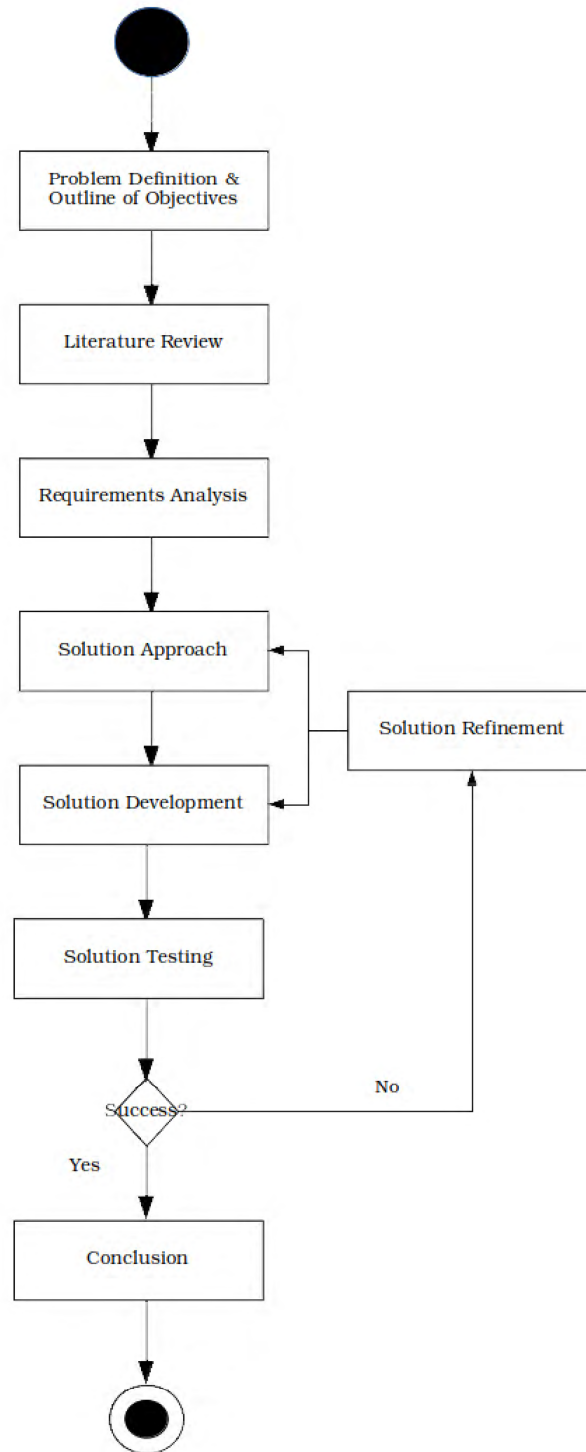 Problem Definition &
Outline of Objectives
Literature Review
Requirements Analysis
Solution Approach
Solution Refinement
Solution Development
Solution Testing
No
Success?
Yes
Conclusion